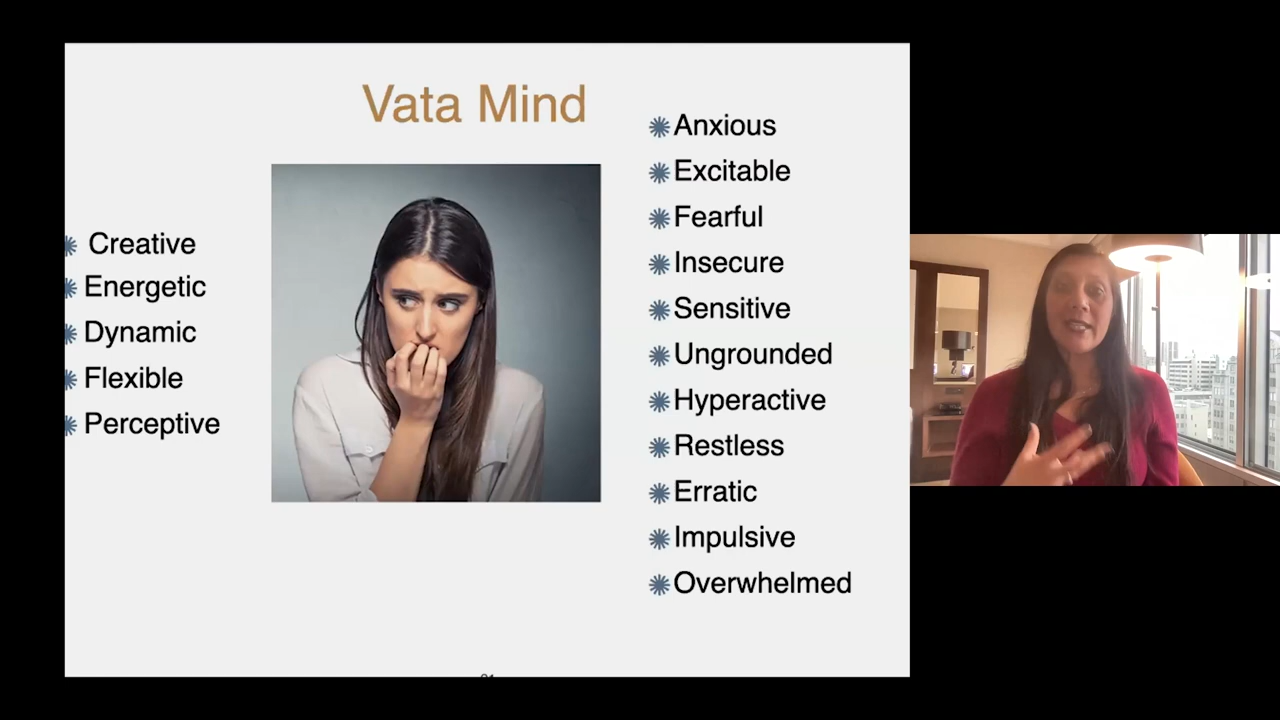 Vata Mind
Creative
Energetic
Dynamic
Flexible
Perceptive
Anxious
Excitable
Fearful
Insecure
Sensitive
Ungrounded
Hyperactive
Restless
Erratic
Impulsive
Overwhelmed